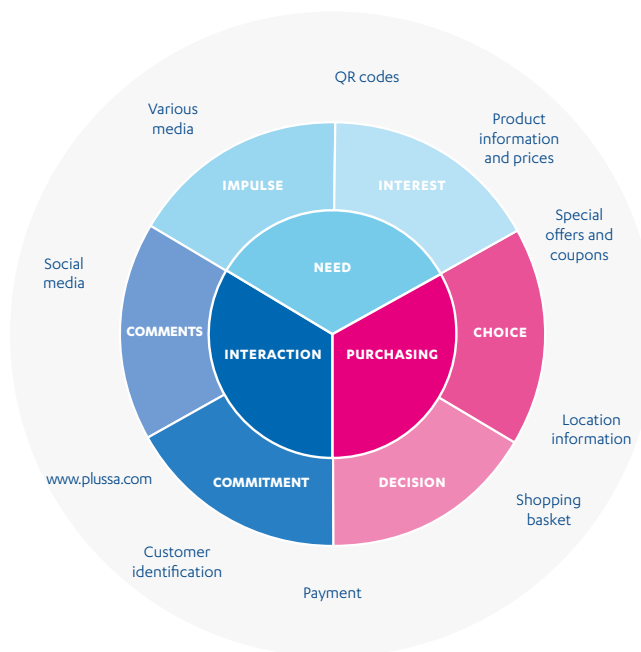 QR codes
Various
media
Product
information
and prices
IMPULSE
INTEREST
Special
offers and
coupons
Social
media
NEED
COMMENTS
INTERACTION
PURCHASING
CHOICE
Location
information
www.plussa.com
COMMITMENT
DECISION
Shopping
basket
Customer
identification
Payment